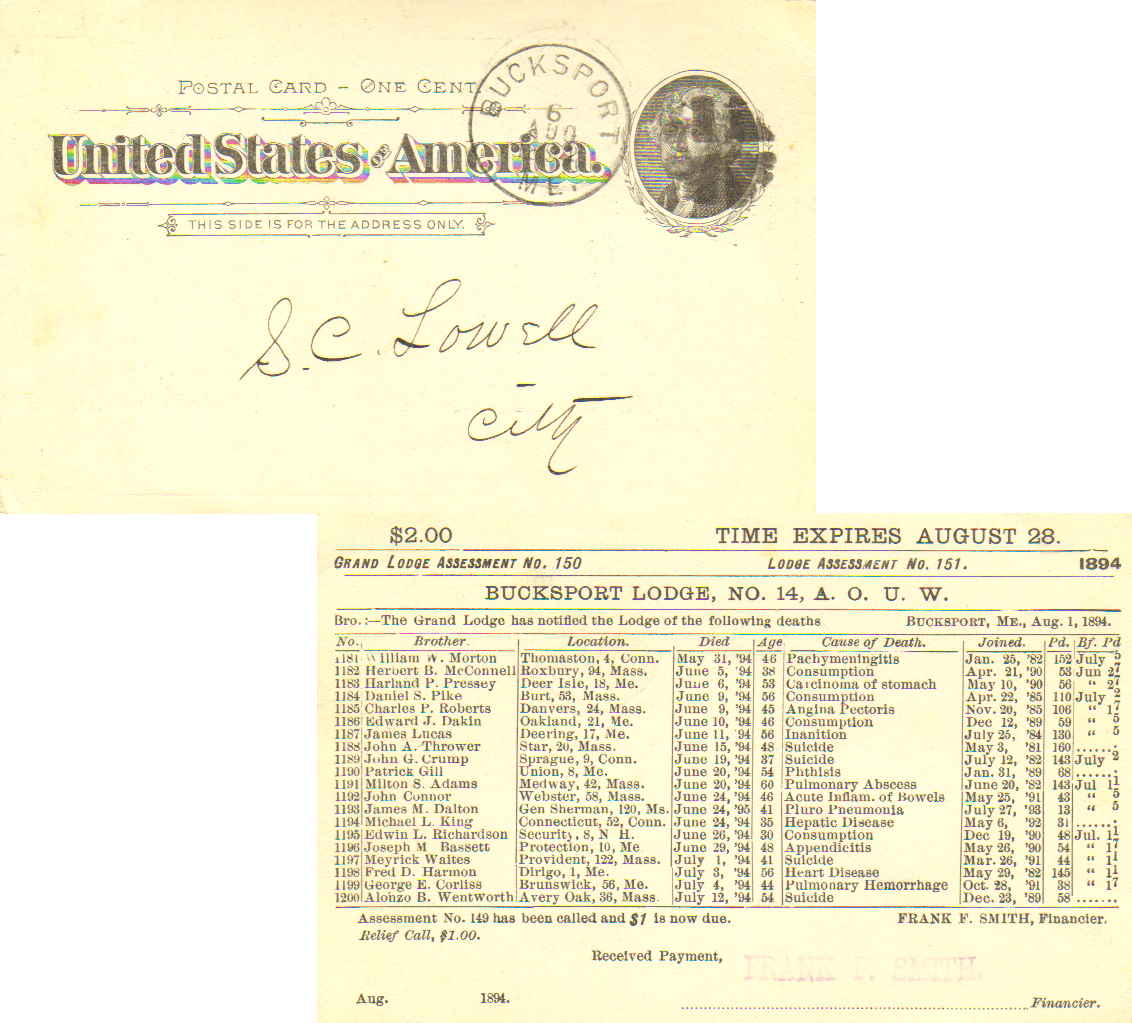 POSTAL CARD – ONE CENT.
United States OF America.
THIS SIDE IS FOR THE ADDRESS ONLY.
BUCKSPORT
6
AUG
ME.
S. C. Lowell
City
$2.00 TIME EXPIRES AUGUST 28.
GRAND LODGE ASSESSMENT NO. 150 LODGE ASSESSMENT NO. 151. 1894
BUCKSPORT LODGE, NO. 14, A. O. U. W.
Bro.:—The Grand Lodge has notified the Lodge of the following deaths BUCKSPORT, ME., Aug. 1, 1894.
No. Brother. Location. Died Age Cause of Death. Joined. Pd. Bf. Pd
1181 William W. Morton Thomaston, 4, Conn. May 31, '94 46 Pachymeningitis Jan. 25, '82 152 July 5
1182 Herbert B. McConnell Roxbury, 94, Mass. June 5, '94 38 Consumption Apr. 21, '90 53 Jun
1183 Harland P. Pressey Deer Isle, 18, Me. June 6, '94 53 Carcinoma of stomach May 10, '90 56 "
1184 Daniel S. Pike Burt, 53, Mass. June 9, '94 56 Consumption Apr. 22, '85 110 July
1185 Charles P. Roberts Danvers, 24, Mass. June 9, '94 45 Angina Pectoris Nov. 20, '85 106 " 17
1186 Edward J. Dakin Oakland, 21, Me. June 10, '94 46 Consumption Dec 12, '89 59 " 5
1187 James Lucas Deering, 17, Me. June 11, '94 56 Inanition July 25, '84 130 " 5
1188 John A. Thrower Star, 20, Mass. June 15, '94 48 Suicide May 3, '81 160 ......
1189 John G. Crump Sprague, 9, Conn. June 19, '94 37 Suicide July 12, '82 143 July 2
1190 Patrick Gill Union, 8, Me. June 20, '94 54 Phthisis Jan. 31, '89 68 ......
1191 Milton S. Adams Medway, 42, Mass. June 20, '94 60 Pulmonary Abscess June 20, '82 143 Jul 11
1192 John Connor Webster, 58, Mass. June 24, '94 46 Acute Inflam. of Bowels May 25, '91 43 " 5
1193 James M. Dalton Gen Sherman, 120, Ms. June 24, '95 41 Pluro Pneumonia July 27, '93 13 " 5
1194 Michael L. King Connecticut, 52, Conn. June 24, '94 35 Hepatic Disease May 6, '92 31 ......
1195 Edwin L. Richardson Security, 8, N H. June 26, '94 30 Consumption Dec 19, '90 48 Jul. 11
1196 Joseph M Bassett Protection, 10, Me June 29, '94 48 Appendicitis May 26, '90 54 " 17
1197 Meyrick Waites Provident, 122, Mass. July 1, '94 41 Suicide Mar. 26, '91 44 " 11
1198 Fred D. Harmon Dirigo, 1, Me. July 3, '94 56 Heart Disease May 29, '82 145 " 11
1199 George E. Corliss Brunswick, 56, Me. July 4, '94 44 Pulmonary Hemorrhage Oct. 28, '91 38 " 17
1200 Alonzo B. Wentworth Avery Oak, 36, Mass July 12, '94 54 Suicide Dec. 23, '89 58 ......
Assessment No. 149 has been called and $1 is now due. FRANK F. SMITH, Financier.
Relief Call, $1.00.
Received Payment,
FRANK F. SMITH.
Aug. 1894. Financier.